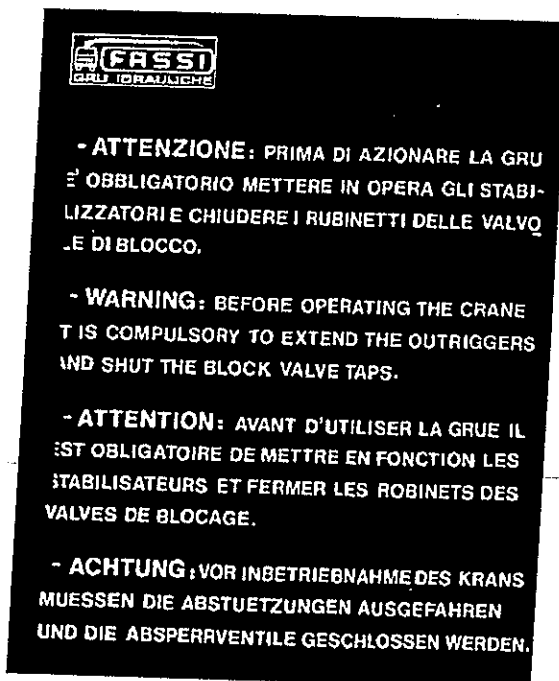 FASSI
GRU IDRAULICHE
- ATTENZIONE: PRIMA DI AZIONARE LA GRU
E' OBBLIGATORIO METTERE IN OPERA GLI STABI-
LIZZATORI E CHIUDERE I RUBINETTI DELLE VALVO
LE DI BLOCCO.
- WARNING: BEFORE OPERATING THE CRANE
T IS COMPULSORY TO EXTEND THE OUTRIGGERS
AND SHUT THE BLOCK VALVE TAPS.
- ATTENTION: AVANT D'UTILISER LA GRUE IL
EST OBLIGATOIRE DE METTRE EN FONCTION LES
STABILISATEURS ET FERMER LES ROBINETS DES
VALVES DE BLOCAGE.
- ACHTUNG: VOR INBETRIEBNAHME DES KRANS
MUESSEN DIE ABSTUETZUNGEN AUSGEFAHREN
UND DIE ABSPERRVENTILE GESCHLOSSEN WERDEN.